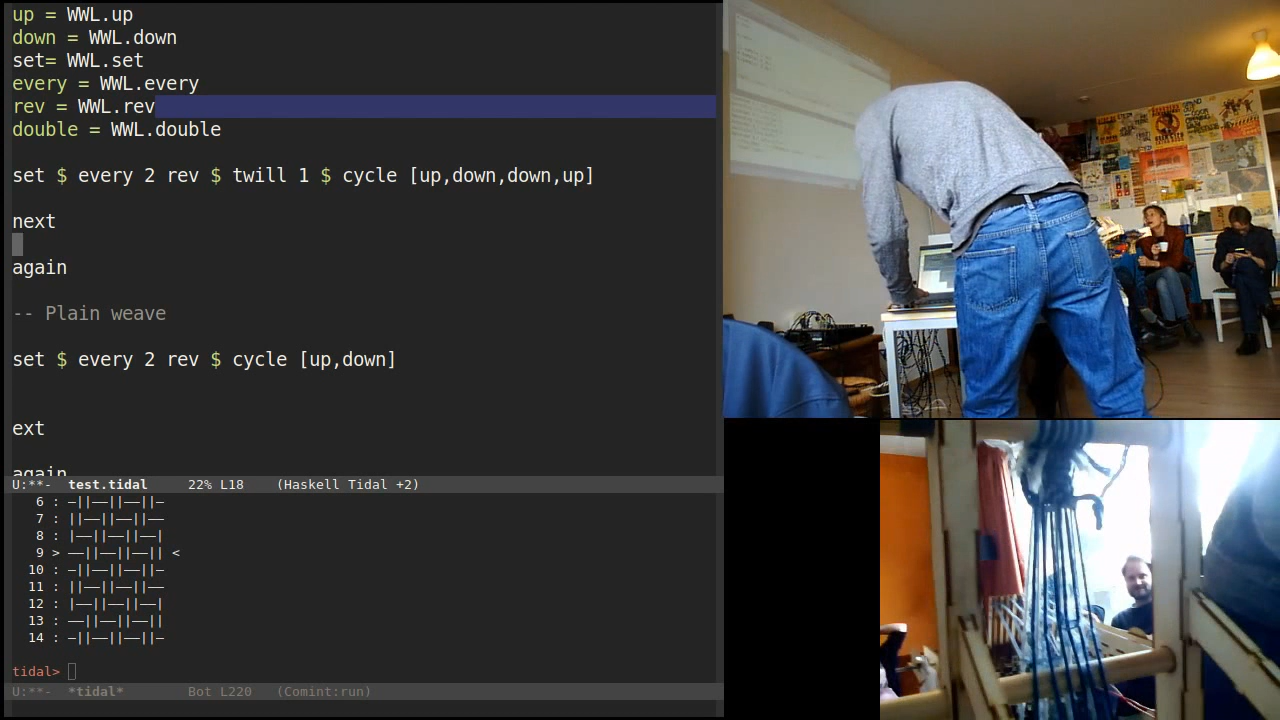 up = WWL.up
down = WWL.down
set= WWL.set
every = WWL.every
rev = WWL.rev
double = WWL.double
set $ every 2 rev $ twill 1 $ cycle [up,down,down,up]
next
again
-- Plain weave
set $ every 2 rev $ cycle [up,down]
ext
again
U:**-  test.tidal     22% L18    (Haskell Tidal +2)
6 : —||——||——||—
7 : ||——||——||——
8 : |——||——||——|
9 > ——||——||——|| <
10 : —||——||——||—
11 : ||——||——||——
12 : |——||——||——|
13 : ——||——||——||
14 : —||——||——||—
tidal>
U:**-  *tidal*        Bot L220   (Comint:run)